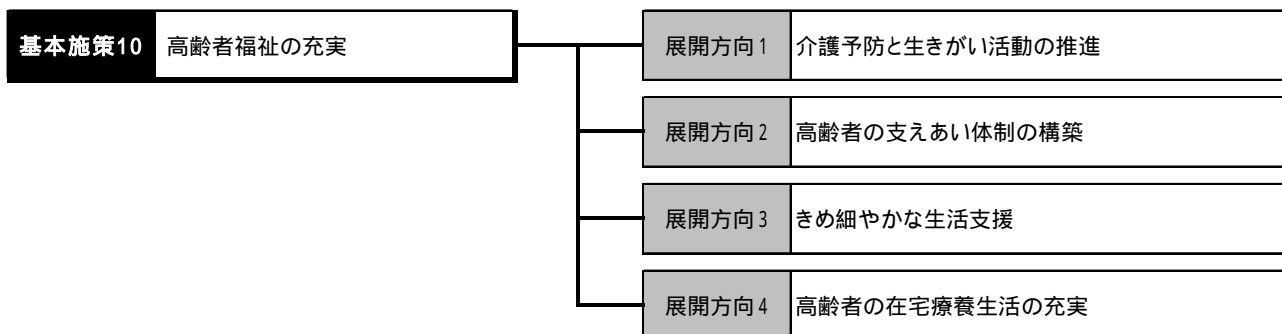 基本施策10 高齢者福祉の充実
展開方向1 介護予防と生きがい活動の推進
展開方向2 高齢者の支えあい体制の構築
展開方向3 きめ細やかな生活支援
展開方向4 高齢者の在宅療養生活の充実